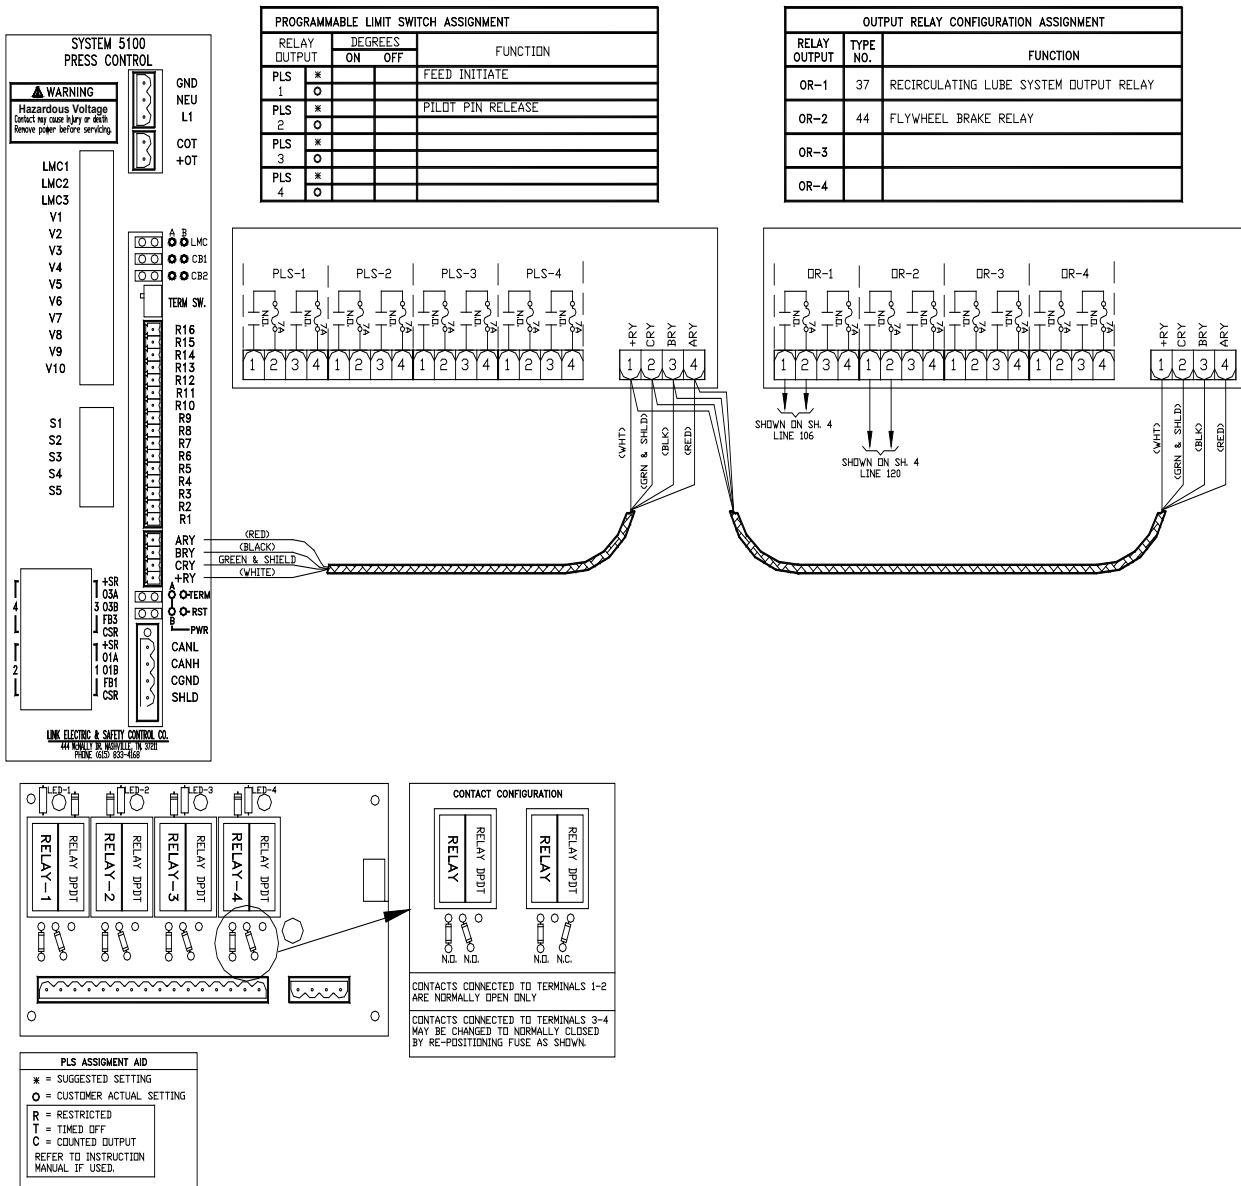 SYSTEM 5100
PRESS CONTROL
WARNING
Hazardous Voltage
Contact may cause injury or death
Remove power before servicing.
GND
NEU
L1
COT
+OT
LMC1
LMC2
LMC3
V1
V2
V3
V4
V5
V6
V7
V8
V9
V10
S1
S2
S3
S4
S5
A B
LMC
CB1
CB2
TERM SW.
R16
R15
R14
R13
R12
R11
R10
R9
R8
R7
R6
R5
R4
R3
R2
R1
ARY
BRY
CRY
+RY
A
TERM
RST
B
PWR
CANL
CANH
CGND
SHLD
+SR
O3A
4 3 O3B
FB3
CSR
+SR
O1A
2 1 O1B
FB1
CSR
LINK ELECTRIC & SAFETY CONTROL CO.
444 McNALLY DR. NASHVILLE, TN. 37211
PHONE (615) 833-4168
PROGRAMMABLE LIMIT SWITCH ASSIGNMENT
RELAY OUTPUT DEGREES ON OFF FUNCTION
PLS 1 * FEED INITIATE
O
PLS 2 * PILOT PIN RELEASE
O
PLS 3 *
O
PLS 4 *
O
OUTPUT RELAY CONFIGURATION ASSIGNMENT
RELAY OUTPUT TYPE NO. FUNCTION
OR-1 37 RECIRCULATING LUBE SYSTEM OUTPUT RELAY
OR-2 44 FLYWHEEL BRAKE RELAY
OR-3
OR-4
PLS-1 PLS-2 PLS-3 PLS-4
N.O. 7A N.O. 7A N.O. 7A N.O. 7A
1 2 3 4 1 2 3 4 1 2 3 4 1 2 3 4
+RY CRY BRY ARY
1 2 3 4
(WHT) (GRN & SHLD) (BLK) (RED)
OR-1 OR-2 OR-3 OR-4
N.O. 7A N.O. 7A N.O. 7A N.O. 7A
1 2 3 4 1 2 3 4 1 2 3 4 1 2 3 4
+RY CRY BRY ARY
1 2 3 4
(WHT) (GRN & SHLD) (BLK) (RED)
SHOWN ON SH. 4
LINE 106
SHOWN ON SH. 4
LINE 120
(RED)
(BLACK)
GREEN & SHIELD
(WHITE)
LED-1 LED-2 LED-3 LED-4
RELAY-1 RELAY DPDT
RELAY-2 RELAY DPDT
RELAY-3 RELAY DPDT
RELAY-4 RELAY DPDT
CONTACT CONFIGURATION
RELAY RELAY DPDT
RELAY RELAY DPDT
N.O. N.O. N.O. N.C.
CONTACTS CONNECTED TO TERMINALS 1-2
ARE NORMALLY OPEN ONLY
CONTACTS CONNECTED TO TERMINALS 3-4
MAY BE CHANGED TO NORMALLY CLOSED
BY RE-POSITIONING FUSE AS SHOWN.
PLS ASSIGMENT AID
* = SUGGESTED SETTING
O = CUSTOMER ACTUAL SETTING
R = RESTRICTED
T = TIMED OFF
C = COUNTED OUTPUT
REFER TO INSTRUCTION
MANUAL IF USED.